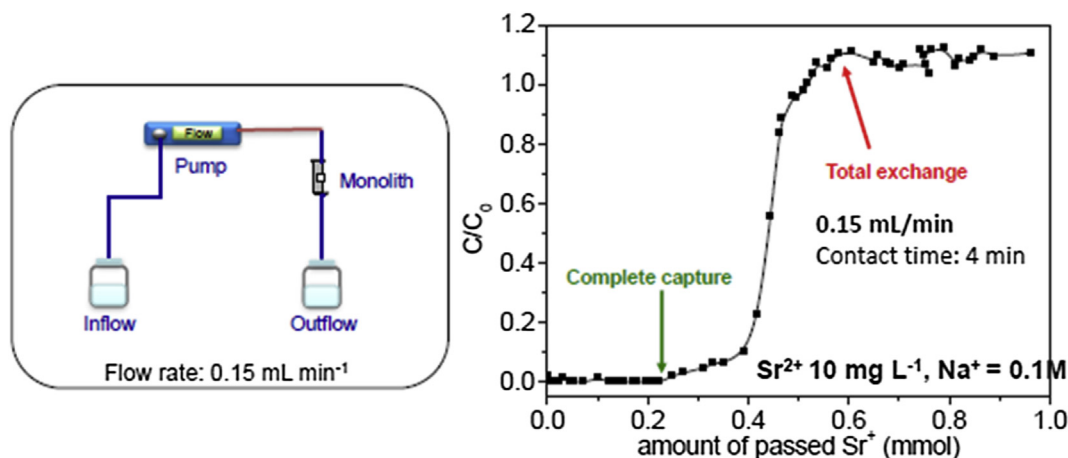 Flow
Pump
Monolith
Inflow
Outflow
Flow rate: 0.15 mL min⁻¹
1.2
1.0
0.8
0.6
0.4
0.2
0.0
C/C₀
Total exchange
0.15 mL/min
Contact time: 4 min
Complete capture
Sr²⁺ 10 mg L⁻¹, Na⁺ = 0.1M
0.0 0.2 0.4 0.6 0.8 1.0
amount of passed Sr⁺ (mmol)